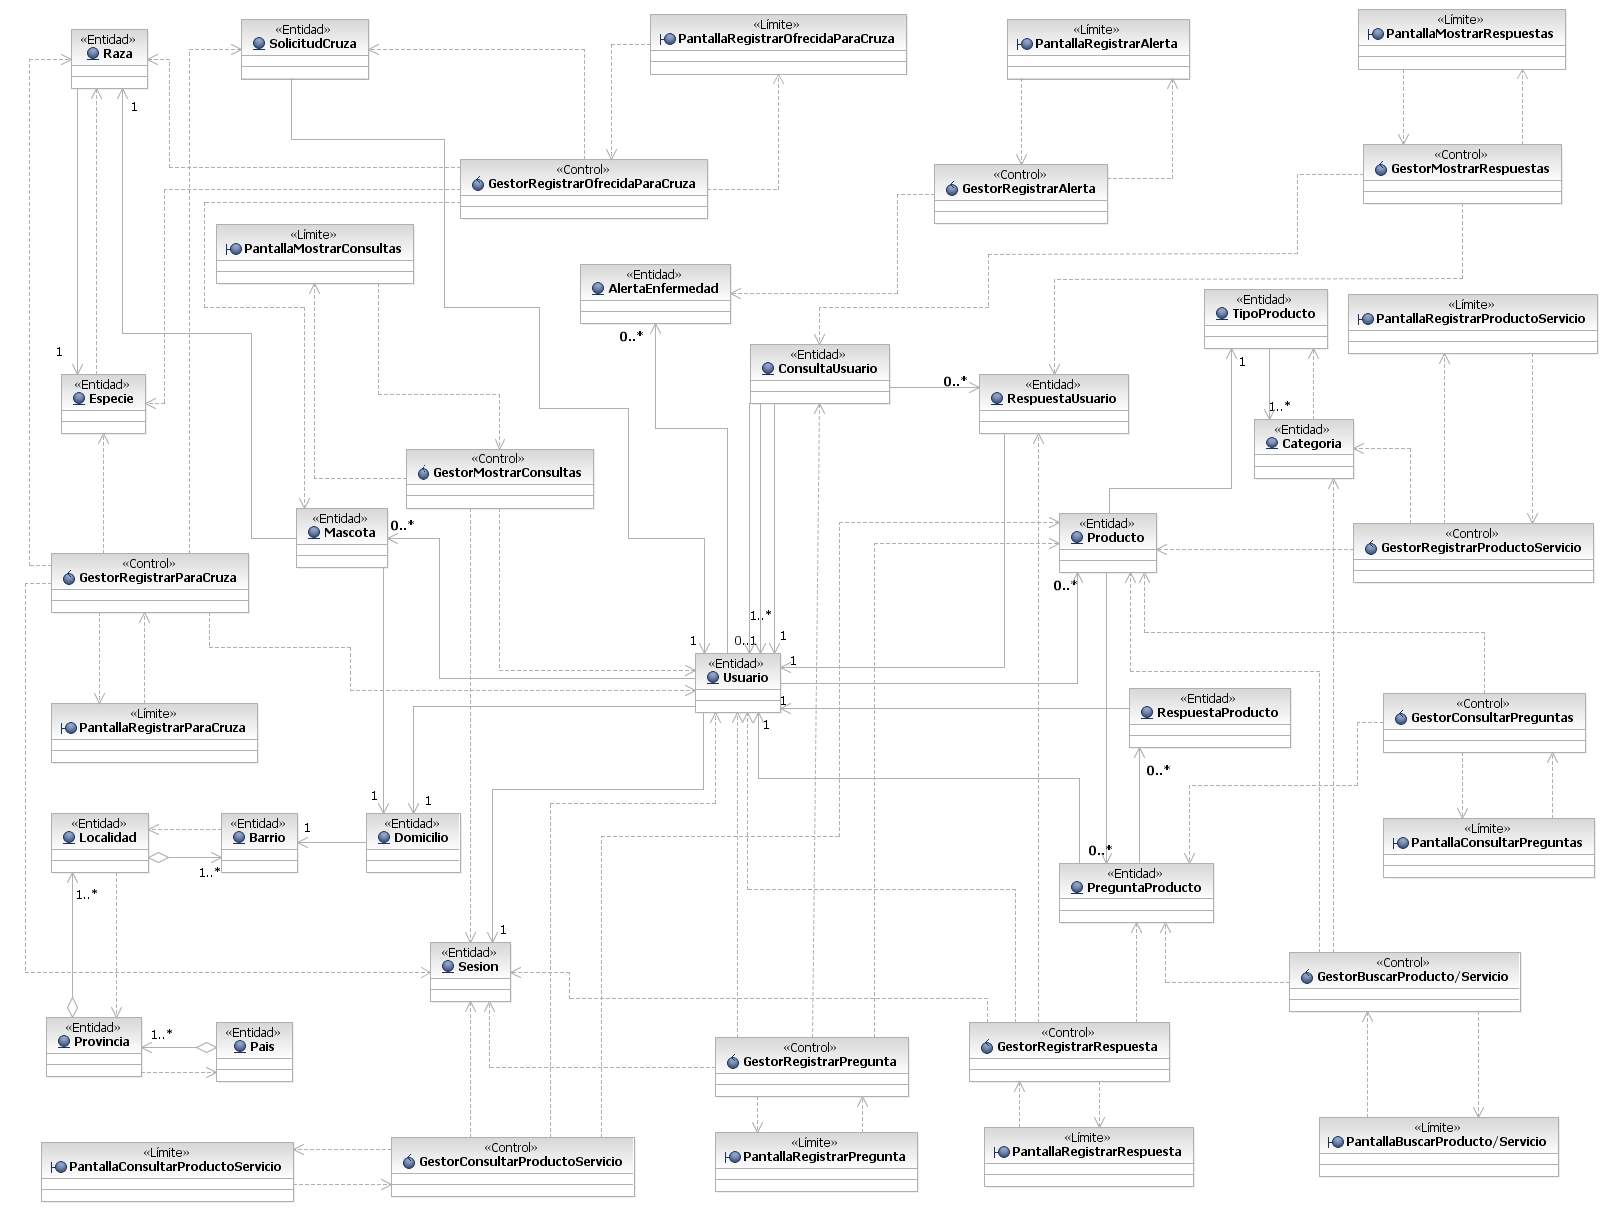 «Entidad»
Raza
«Entidad»
SolicitudCruza
«Límite»
PantallaRegistrarOfrecidaParaCruza
«Límite»
PantallaRegistrarAlerta
«Límite»
PantallaMostrarRespuestas
1
«Control»
GestorRegistrarOfrecidaParaCruza
«Control»
GestorRegistrarAlerta
«Control»
GestorMostrarRespuestas
«Límite»
PantallaMostrarConsultas
«Entidad»
AlertaEnfermedad
0..*
«Entidad»
TipoProducto
1
«Límite»
PantallaRegistrarProductoServicio
1
«Entidad»
Especie
«Entidad»
ConsultaUsuario
0..*
«Entidad»
RespuestaUsuario
1..*
«Entidad»
Categoria
«Control»
GestorMostrarConsultas
«Entidad»
Mascota
0..*
«Entidad»
Producto
0..*
«Control»
GestorRegistrarProductoServicio
«Control»
GestorRegistrarParaCruza
1
0..1
1..*
1
1
«Entidad»
Usuario
1
1
«Límite»
PantallaRegistrarParaCruza
«Entidad»
RespuestaProducto
0..*
«Control»
GestorConsultarPreguntas
1
1
«Entidad»
Localidad
1..*
«Entidad»
Barrio
1
«Entidad»
Domicilio
«Límite»
PantallaConsultarPreguntas
0..*
«Entidad»
PreguntaProducto
1..*
1
«Entidad»
Sesion
«Control»
GestorBuscarProducto/Servicio
«Entidad»
Provincia
1..*
«Entidad»
Pais
«Control»
GestorRegistrarPregunta
«Control»
GestorRegistrarRespuesta
«Límite»
PantallaConsultarProductoServicio
«Control»
GestorConsultarProductoServicio
«Límite»
PantallaRegistrarPregunta
«Límite»
PantallaRegistrarRespuesta
«Límite»
PantallaBuscarProducto/Servicio